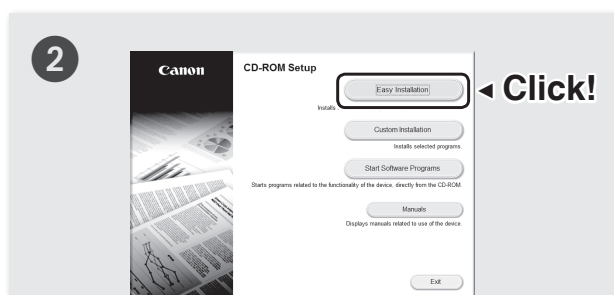 2
Canon
CD-ROM Setup
Easy Installation
◄ Click!
Installs
Custom Installation
Installs selected programs.
Start Software Programs
Starts programs related to the functionality of the device, directly from the CD-ROM.
Manuals
Displays manuals related to use of the device.
Exit